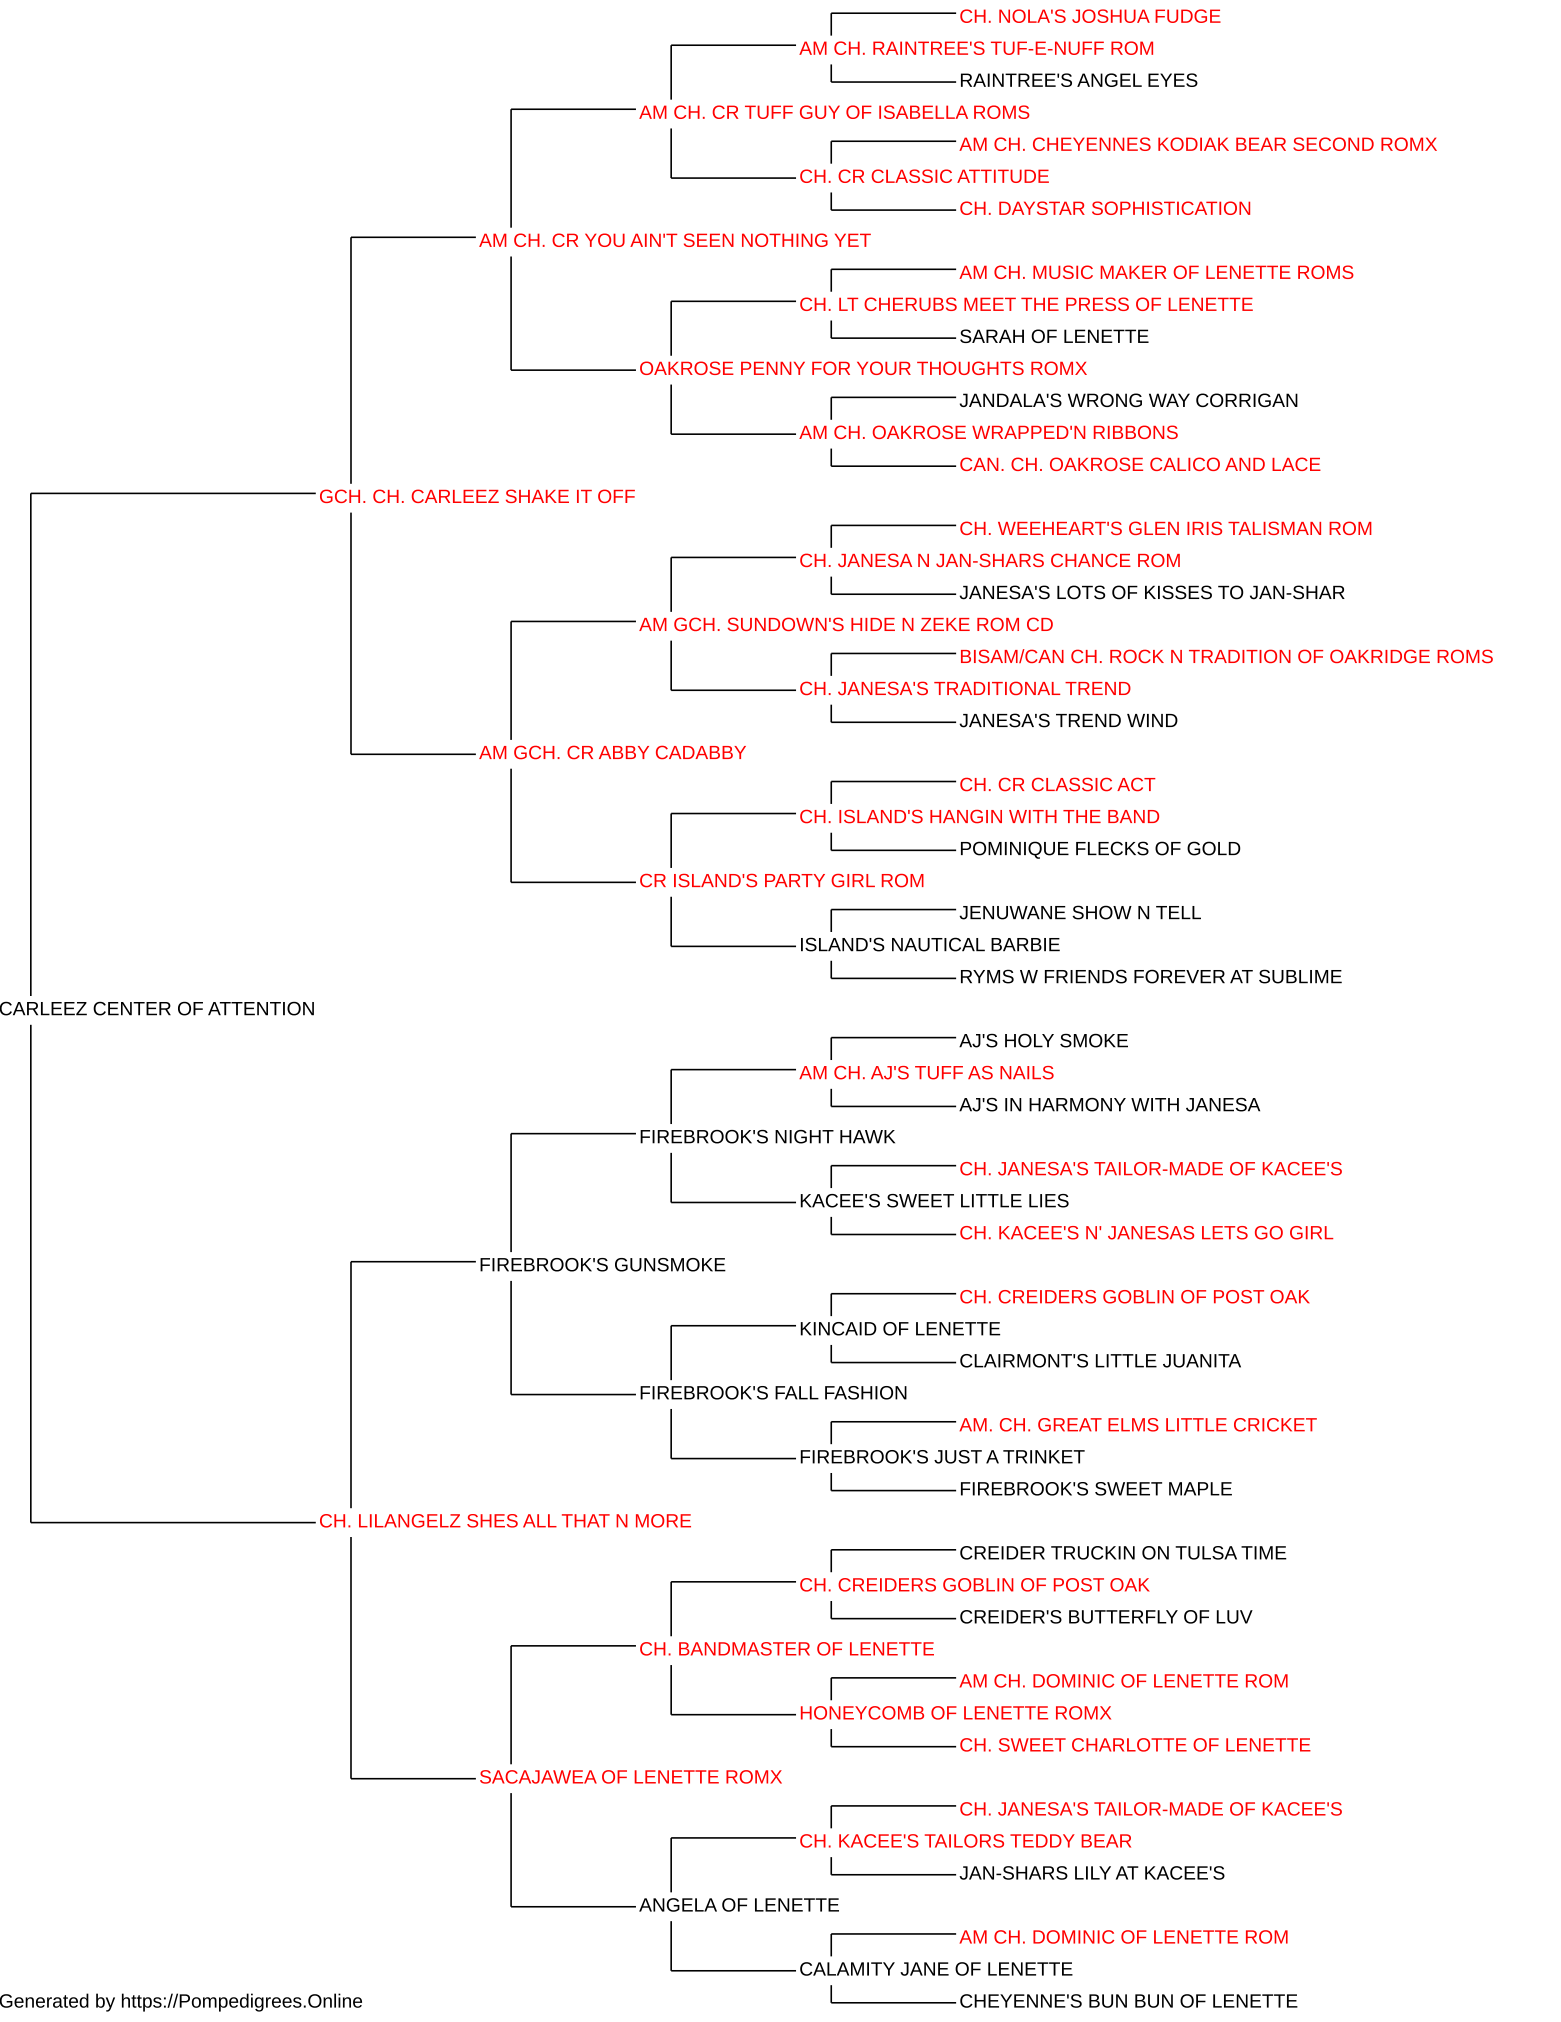 CH. NOLA'S JOSHUA FUDGE
AM CH. RAINTREE'S TUF-E-NUFF ROM
RAINTREE'S ANGEL EYES
AM CH. CR TUFF GUY OF ISABELLA ROMS
AM CH. CHEYENNES KODIAK BEAR SECOND ROMX
CH. CR CLASSIC ATTITUDE
CH. DAYSTAR SOPHISTICATION
AM CH. CR YOU AIN'T SEEN NOTHING YET
AM CH. MUSIC MAKER OF LENETTE ROMS
CH. LT CHERUBS MEET THE PRESS OF LENETTE
SARAH OF LENETTE
OAKROSE PENNY FOR YOUR THOUGHTS ROMX
JANDALA'S WRONG WAY CORRIGAN
AM CH. OAKROSE WRAPPED'N RIBBONS
CAN. CH. OAKROSE CALICO AND LACE
GCH. CH. CARLEEZ SHAKE IT OFF
CH. WEEHEART'S GLEN IRIS TALISMAN ROM
CH. JANESA N JAN-SHARS CHANCE ROM
JANESA'S LOTS OF KISSES TO JAN-SHAR
AM GCH. SUNDOWN'S HIDE N ZEKE ROM CD
BISAM/CAN CH. ROCK N TRADITION OF OAKRIDGE ROMS
CH. JANESA'S TRADITIONAL TREND
JANESA'S TREND WIND
AM GCH. CR ABBY CADABBY
CH. CR CLASSIC ACT
CH. ISLAND'S HANGIN WITH THE BAND
POMINIQUE FLECKS OF GOLD
CR ISLAND'S PARTY GIRL ROM
JENUWANE SHOW N TELL
ISLAND'S NAUTICAL BARBIE
RYMS W FRIENDS FOREVER AT SUBLIME
CARLEEZ CENTER OF ATTENTION
AJ'S HOLY SMOKE
AM CH. AJ'S TUFF AS NAILS
AJ'S IN HARMONY WITH JANESA
FIREBROOK'S NIGHT HAWK
CH. JANESA'S TAILOR-MADE OF KACEE'S
KACEE'S SWEET LITTLE LIES
CH. KACEE'S N' JANESAS LETS GO GIRL
FIREBROOK'S GUNSMOKE
CH. CREIDERS GOBLIN OF POST OAK
KINCAID OF LENETTE
CLAIRMONT'S LITTLE JUANITA
FIREBROOK'S FALL FASHION
AM. CH. GREAT ELMS LITTLE CRICKET
FIREBROOK'S JUST A TRINKET
FIREBROOK'S SWEET MAPLE
CH. LILANGELZ SHES ALL THAT N MORE
CREIDER TRUCKIN ON TULSA TIME
CH. CREIDERS GOBLIN OF POST OAK
CREIDER'S BUTTERFLY OF LUV
CH. BANDMASTER OF LENETTE
AM CH. DOMINIC OF LENETTE ROM
HONEYCOMB OF LENETTE ROMX
CH. SWEET CHARLOTTE OF LENETTE
SACAJAWEA OF LENETTE ROMX
CH. JANESA'S TAILOR-MADE OF KACEE'S
CH. KACEE'S TAILORS TEDDY BEAR
JAN-SHARS LILY AT KACEE'S
ANGELA OF LENETTE
AM CH. DOMINIC OF LENETTE ROM
CALAMITY JANE OF LENETTE
CHEYENNE'S BUN BUN OF LENETTE
Generated by https://Pompedigrees.Online